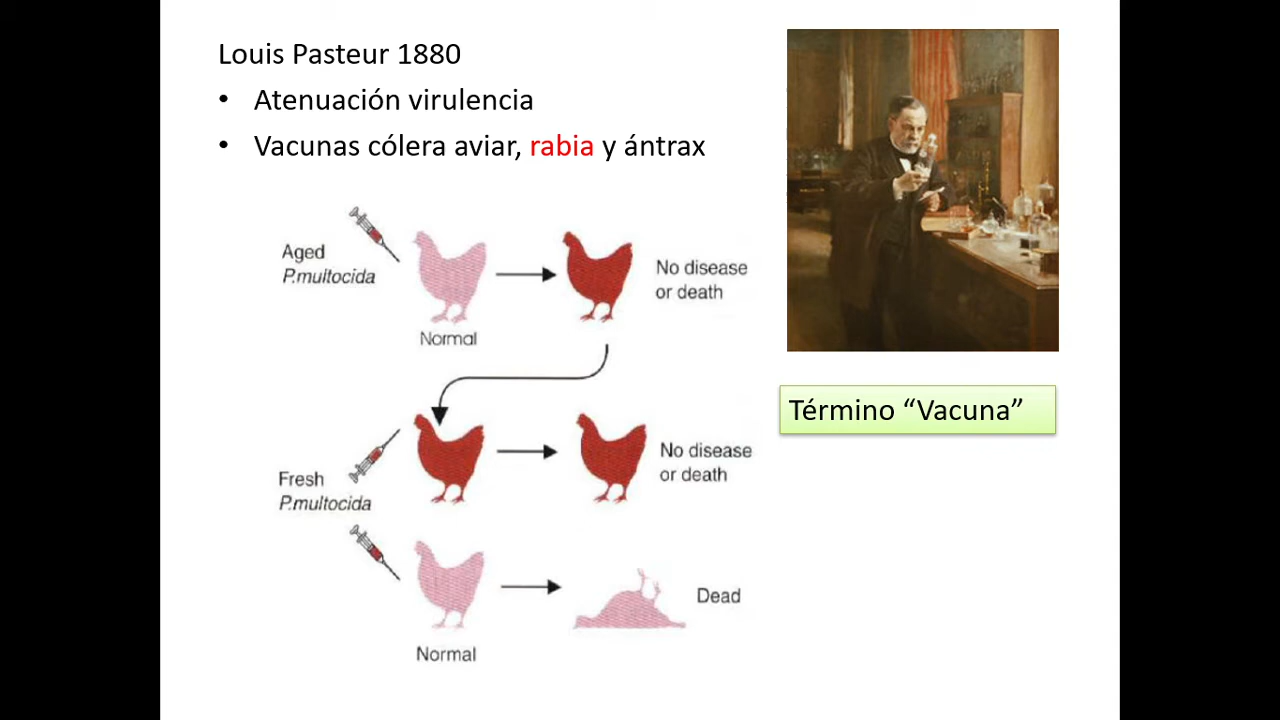 Louis Pasteur 1880
• Atenuación virulencia
• Vacunas cólera aviar, rabia y ántrax
Aged
P.multocida
Normal
No disease
or death
Término “Vacuna”
Fresh
P.multocida
No disease
or death
Normal
Dead